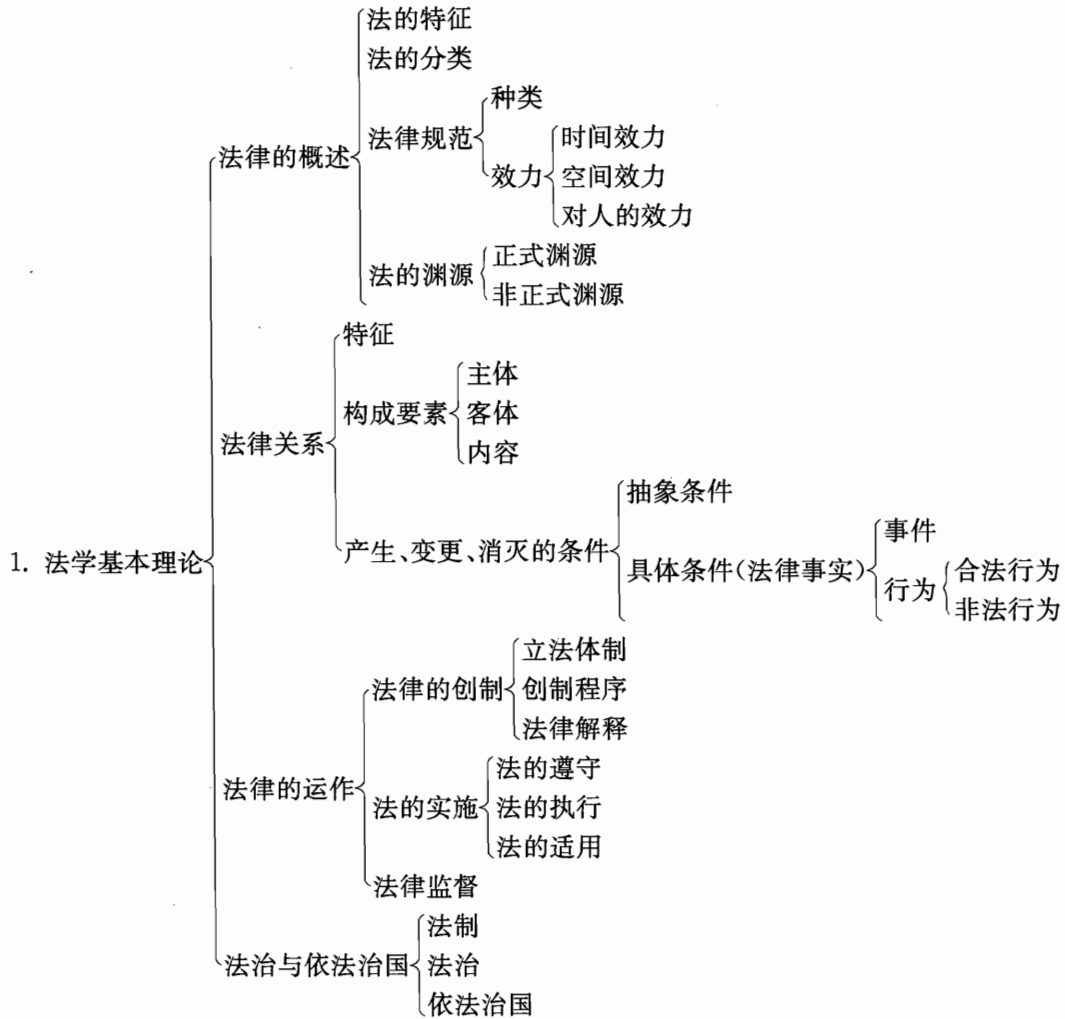 法的特征
法的分类
种类
法律规范
时间效力
法律的概述
效力
空间效力
对人的效力
正式渊源
法的渊源
非正式渊源
特征
主体
构成要素
客体
法律关系
内容
抽象条件
事件
产生、变更、消灭的条件
1. 法学基本理论
具体条件(法律事实)
合法行为
行为
非法行为
立法体制
法律的创制
创制程序
法律解释
法的遵守
法律的运作
法的实施
法的执行
法的适用
法律监督
法制
法治与依法治国
法治
依法治国